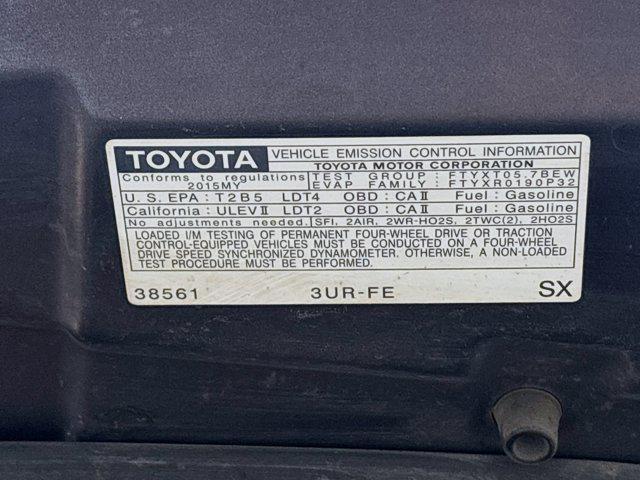 TOYOTA VEHICLE EMISSION CONTROL INFORMATION
TOYOTA MOTOR CORPORATION
Conforms to regulations TEST GROUP : FTYXT05.7BEW
2015MY EVAP FAMILY : FTYXR0190P32
U.S. EPA : T2B5 LDT4 OBD : CAⅡ Fuel : Gasoline
California : ULEVⅡ LDT2 OBD : CAⅡ Fuel : Gasoline
No adjustments needed. SFI, 2AIR, 2WR-HO2S, 2TWC(2), 2HO2S
LOADED I/M TESTING OF PERMANENT FOUR-WHEEL DRIVE OR TRACTION
CONTROL-EQUIPPED VEHICLES MUST BE CONDUCTED ON A FOUR-WHEEL
DRIVE SPEED SYNCHRONIZED DYNAMOMETER. OTHERWISE, A NON-LOADED
TEST PROCEDURE MUST BE PERFORMED.
38561 3UR-FE SX